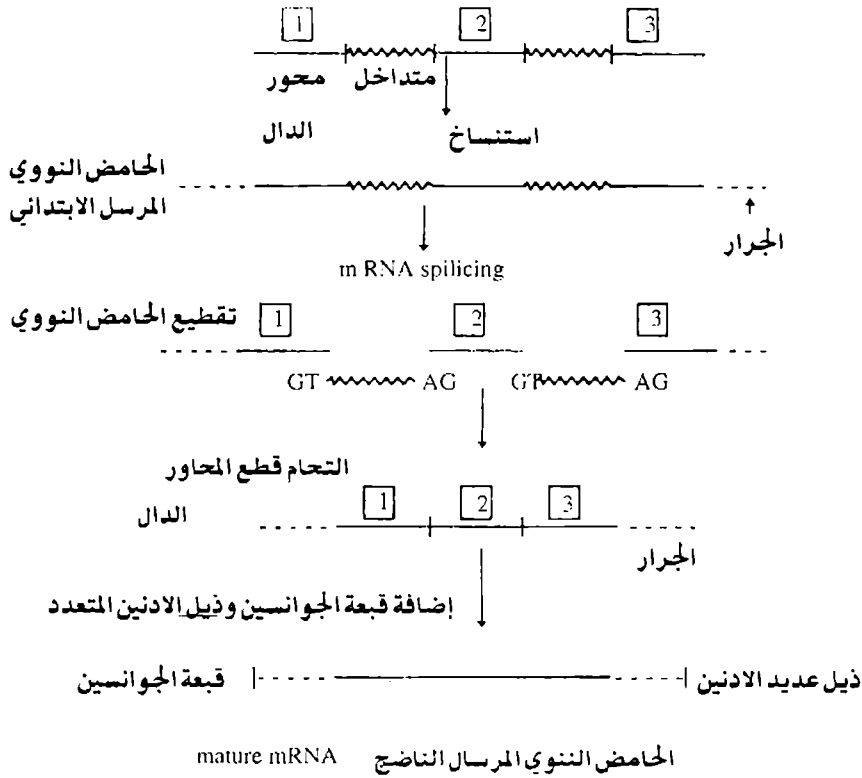 1 2 3
محور متداخل
الدال استنساخ
الحامض النووي
المرسل الابتدائي
الجرار
m RNA spilicing
تقطيع الحامض النووي 1 2 3
GT AG GT AG
التحام قطع المحاور
1 2 3
الدال
الجرار
إضافة قبعة الجوانسين وذيل الادنين المتعدد
قبعة الجوانسين ذيل عديد الادنين
mature mRNA الحامض الننوي المرسال الناضج